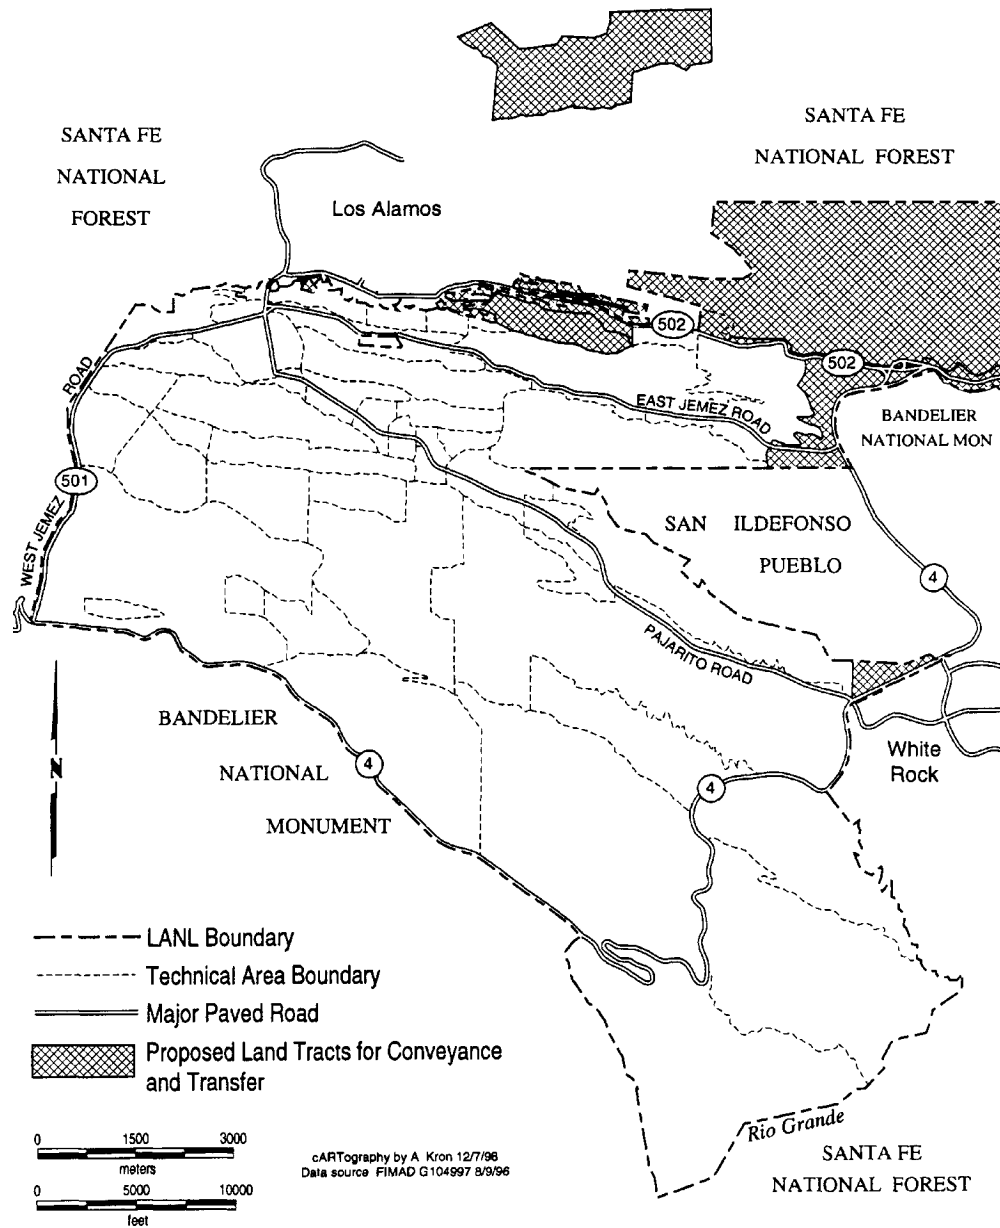 SANTA FE
NATIONAL
FOREST
SANTA FE
NATIONAL FOREST
Los Alamos
502
502
ROAD
EAST JEMEZ ROAD
BANDELIER
NATIONAL MON
501
WEST JEMEZ
SAN ILDEFONSO
PUEBLO
4
PAJARITO ROAD
BANDELIER
NATIONAL
MONUMENT
4
4
White
Rock
N
LANL Boundary
Technical Area Boundary
Major Paved Road
Proposed Land Tracts for Conveyance
and Transfer
Rio Grande
0 1500 3000
meters
0 5000 10000
feet
cARTography by A Kron 12/7/98
Data source FIMAD G104997 8/9/96
SANTA FE
NATIONAL FOREST